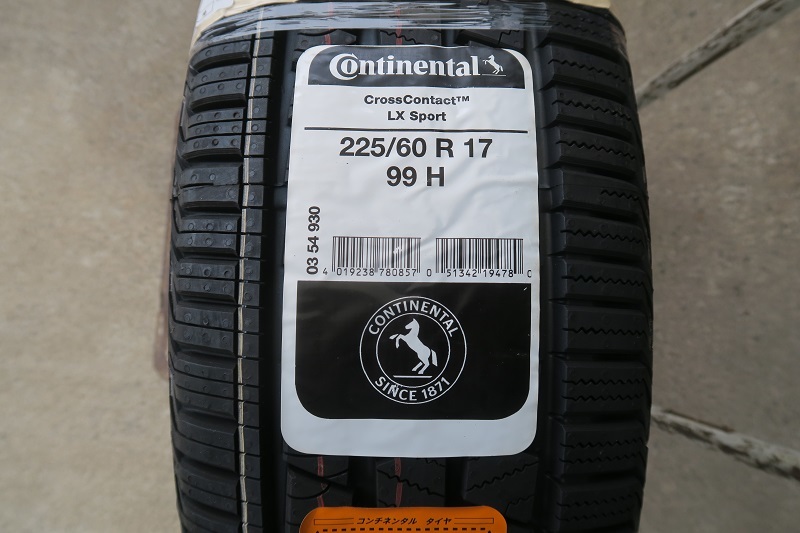 Continental
CrossContact™
LX Sport
225/60 R 17
99 H
03 54 930
4 019238 780857 0 51342 19478 0
CONTINENTAL
SINCE 1871
コンチネンタル タイヤ